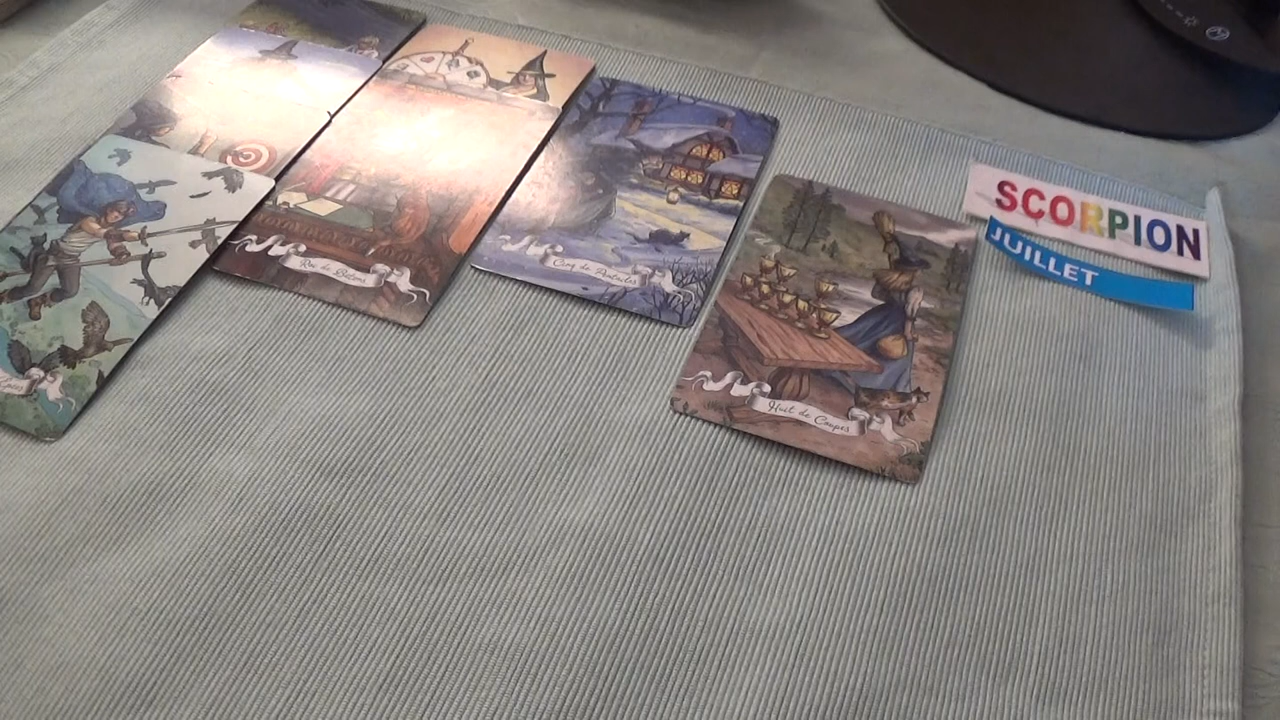 SCORPION
JUILLET
Roi de Bâtons
Cinq de Pentacles
Huit de Coupes